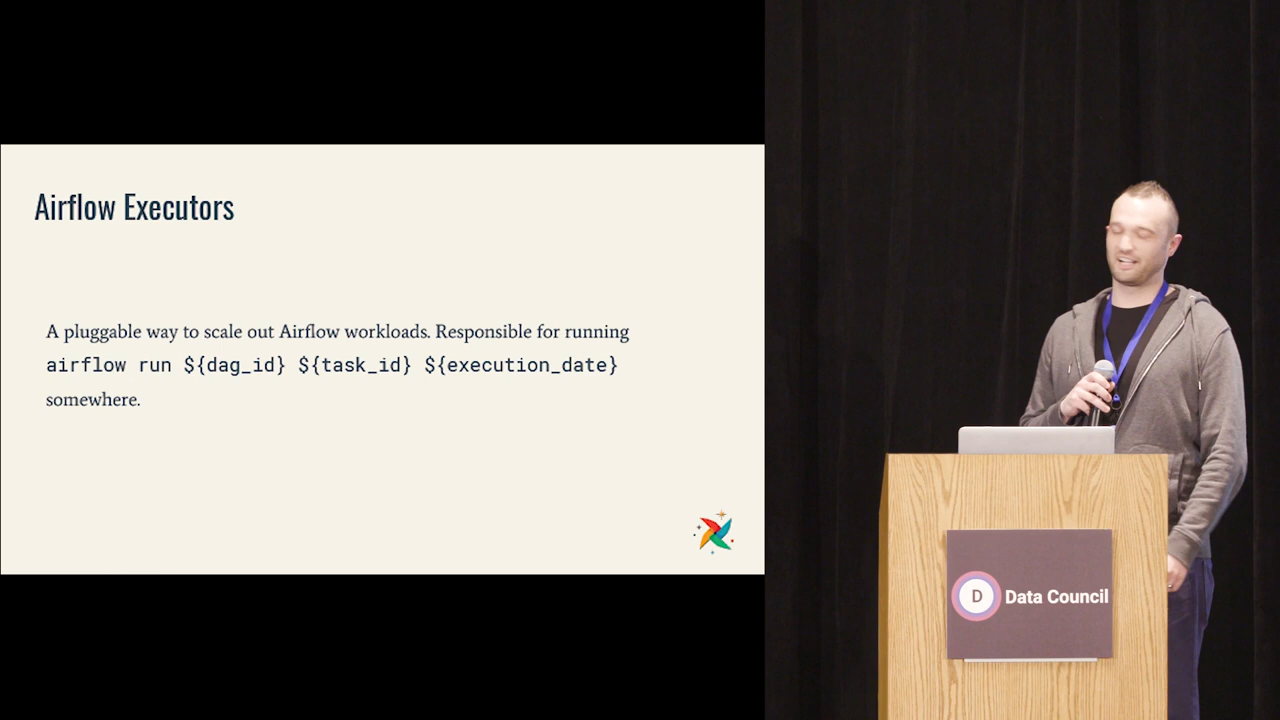 Airflow Executors
A pluggable way to scale out Airflow workloads. Responsible for running
airflow run ${dag_id} ${task_id} ${execution_date}
somewhere.
D Data Council